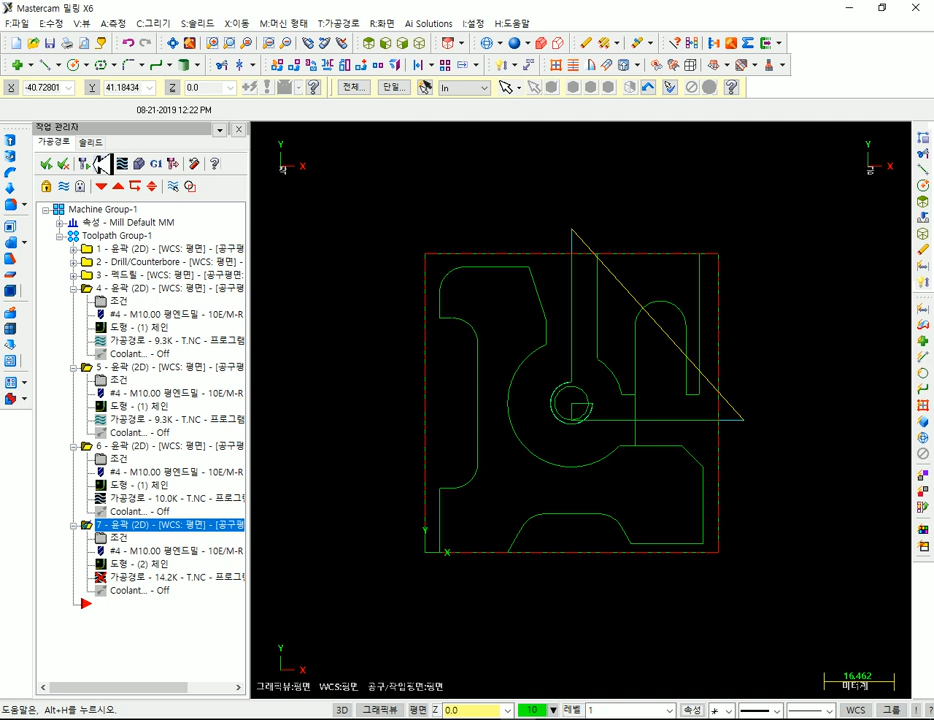 Mastercam 밀링 X6
F:파일 E:수정 V:뷰 A:측정 C:그리기 S:솔리드 X:이동 M:머신 형태 T:가공경로 R:화면 Ai Solutions I:설정 H:도움말
X 40.72801 Y 41.18434 Z 0.0 전체... 단일... In
08-21-2019 12:22 PM
작업 관리자
가공경로 솔리드
G1
Machine Group-1
속성 - Mill Default MM
Toolpath Group-1
1 - 윤곽 (2D) - [WCS: 평면] - [공구평
2 - Drill/Counterbore - [WCS: 평면] -
3 - 펙드릴 - [WCS: 평면] - [공구평면:
4 - 윤곽 (2D) - [WCS: 평면] - [공구평
조건
#4 - M10.00 평엔드밀 - 10E/M-R
도형 - (1) 체인
가공경로 - 9.3K - T.NC - 프로그램
Coolant... - Off
5 - 윤곽 (2D) - [WCS: 평면] - [공구평
조건
#4 - M10.00 평엔드밀 - 10E/M-R
도형 - (1) 체인
가공경로 - 9.3K - T.NC - 프로그램
Coolant... - Off
6 - 윤곽 (2D) - [WCS: 평면] - [공구평
조건
#4 - M10.00 평엔드밀 - 10E/M-R
도형 - (1) 체인
가공경로 - 10.0K - T.NC - 프로그
Coolant... - Off
7 - 윤곽 (2D) - [WCS: 평면] - [공구평
조건
#4 - M10.00 평엔드밀 - 10E/M-R
도형 - (2) 체인
가공경로 - 14.2K - T.NC - 프로그
Coolant... - Off
Y
X
Y
X
Y
X
Y
X
16.462
미터계
그래픽뷰:평면 WCS:평면 공구/작업평면:평면
도움말은, Alt+H를 누르시오.
3D 그래픽뷰 평면 Z 0.0 10 레벨 1 속성 WCS 그룹 ! ?